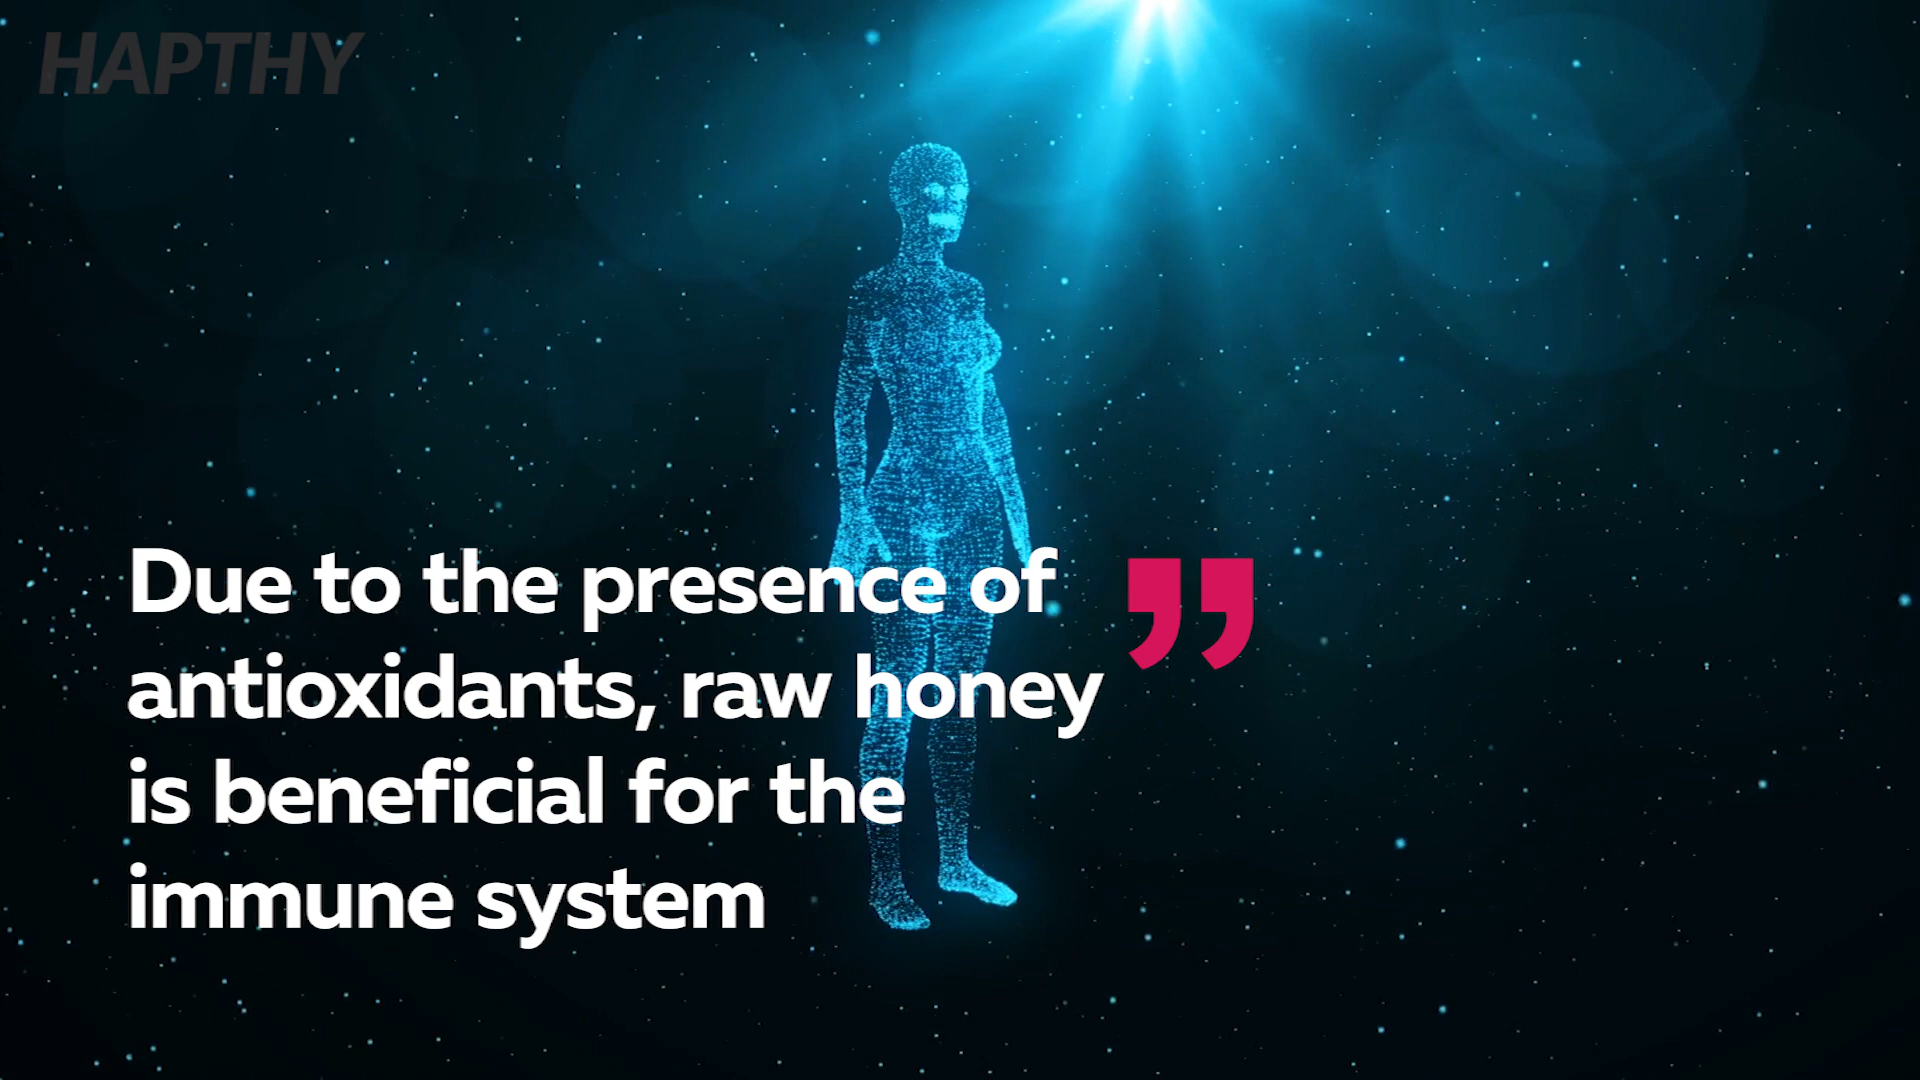 HAPTHY
Due to the presence of
antioxidants, raw honey
is beneficial for the
immune system
”